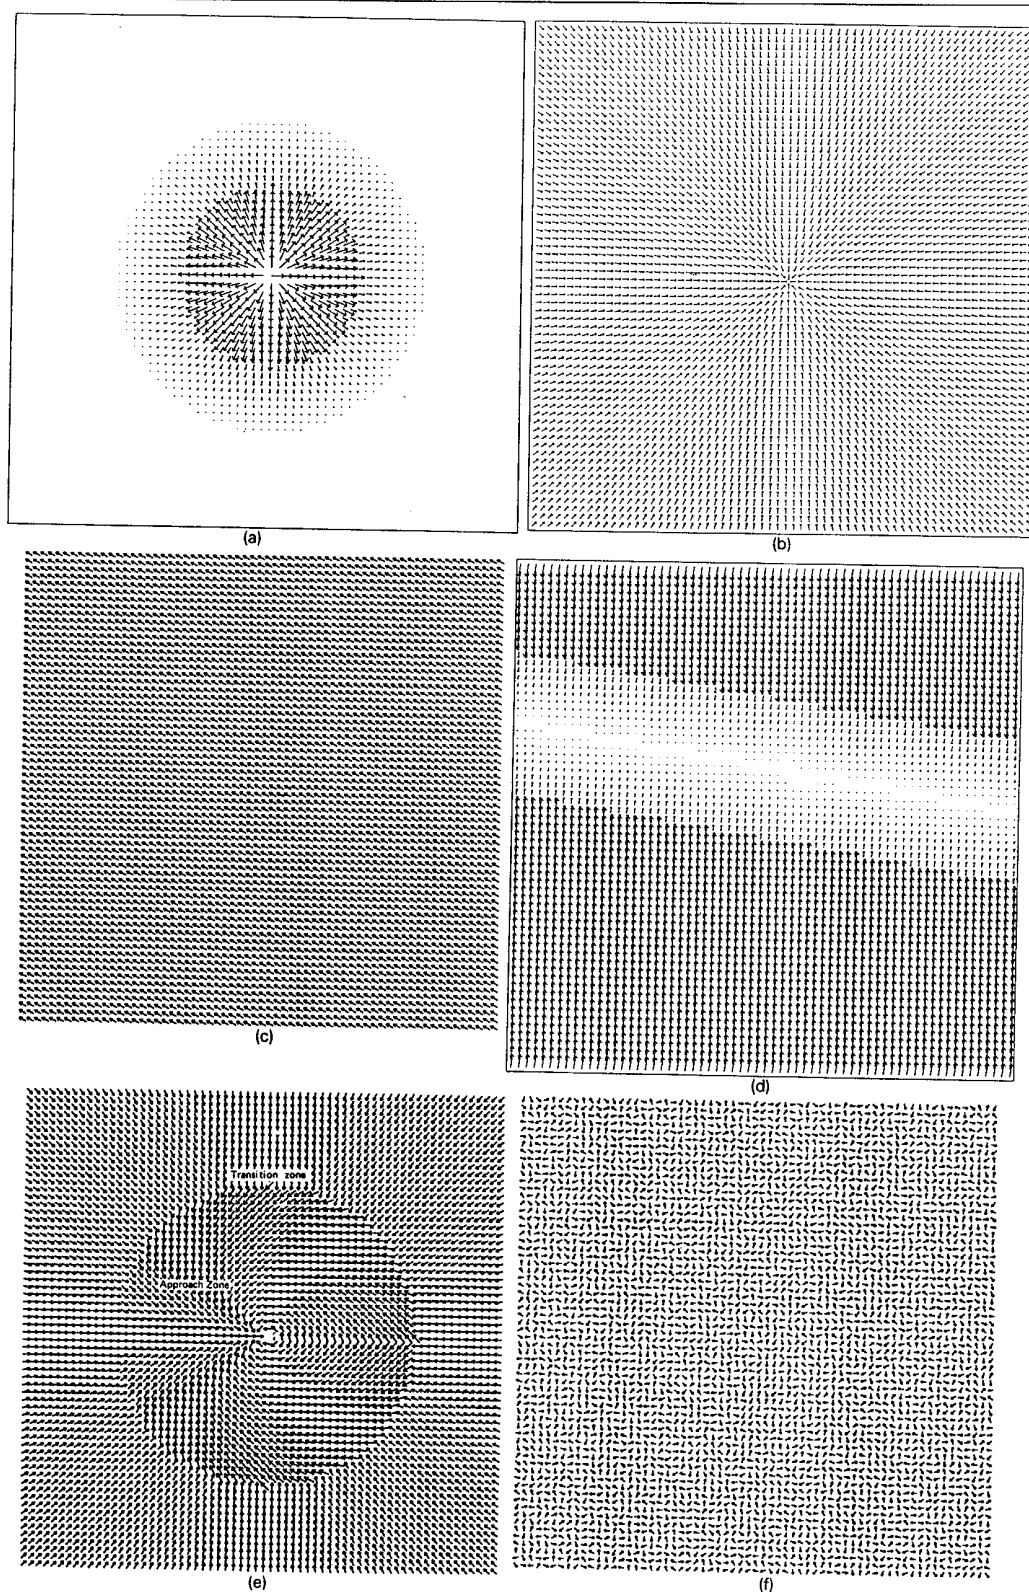 (a)
(b)
(c)
(d)
Transition zone
Approach Zone
(e)
(f)